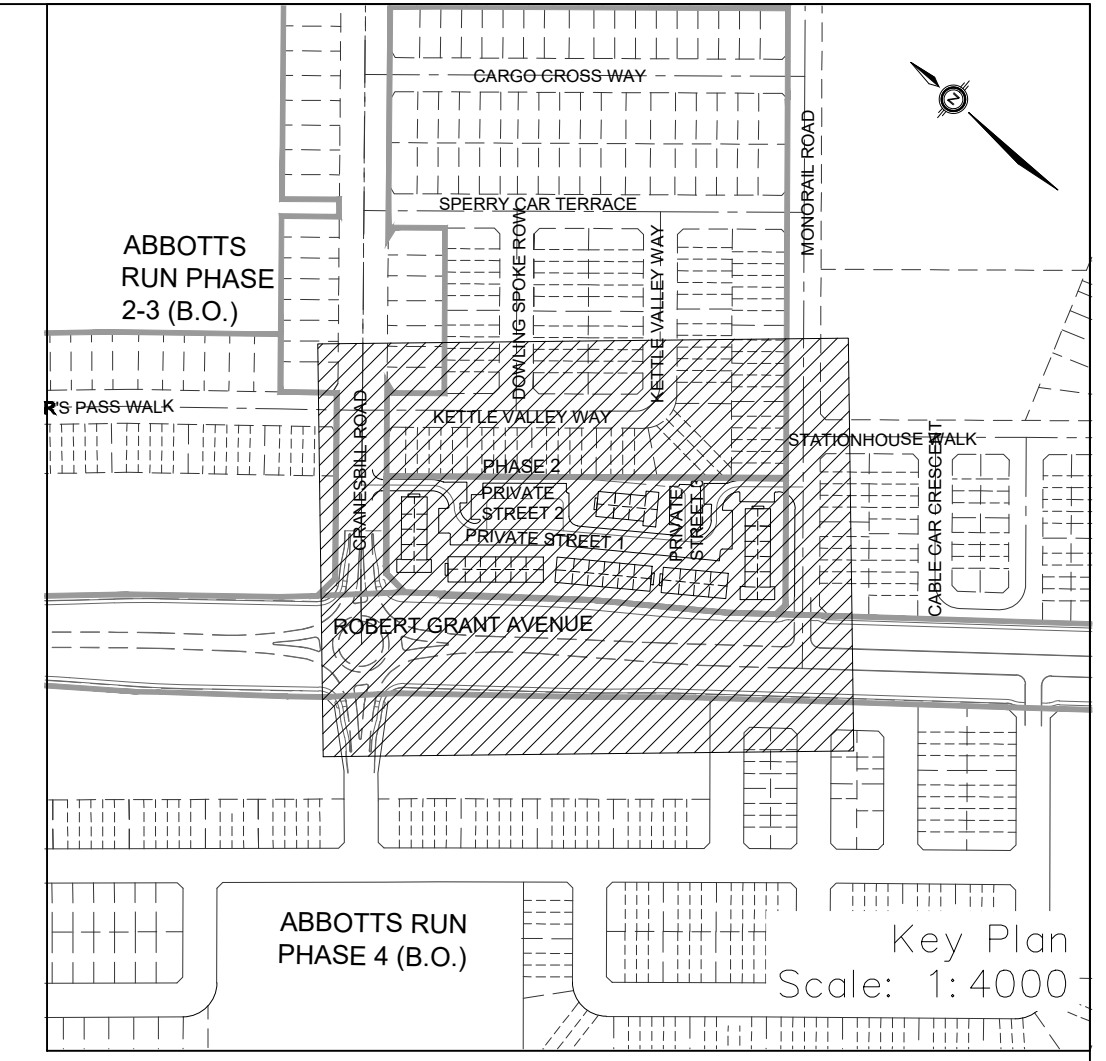 CARGO CROSS WAY
MONORAIL ROAD
N
SPERRY CAR TERRACE
ABBOTTS
RUN PHASE
2-3 (B.O.)
DOWLING SPOKE ROW
KETTLE VALLEY WAY
R'S PASS WALK
CRANESBILL ROAD
KETTLE VALLEY WAY
STATIONHOUSE WALK
CABLE CAR CRESCENT
PHASE 2
PRIVATE
STREET 2
PRIVATE
STREET 3
PRIVATE STREET 1
ROBERT GRANT AVENUE
ABBOTTS RUN
PHASE 4 (B.O.)
Key Plan
Scale: 1:4000